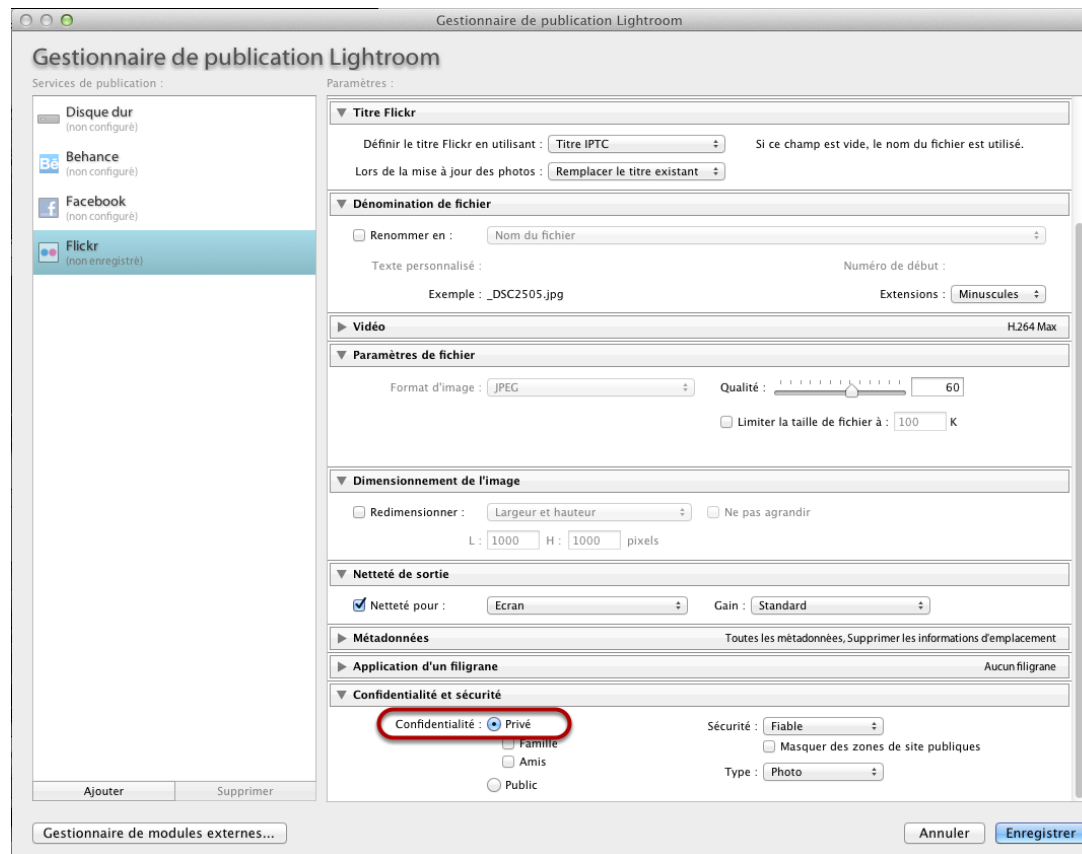 Gestionnaire de publication Lightroom
Gestionnaire de publication Lightroom
Services de publication :
Paramètres :
Disque dur
(non configuré)
Bē
Behance
(non configuré)
f
Facebook
(non configuré)
Flickr
(non enregistré)
Ajouter
Supprimer
Titre Flickr
Définir le titre Flickr en utilisant : Titre IPTC
Si ce champ est vide, le nom du fichier est utilisé.
Lors de la mise à jour des photos : Remplacer le titre existant
Dénomination de fichier
Renommer en : Nom du fichier
Texte personnalisé :
Numéro de début :
Exemple : _DSC2505.jpg
Extensions : Minuscules
Vidéo
H.264 Max
Paramètres de fichier
Format d'image : JPEG
Qualité : 60
Limiter la taille de fichier à : 100 K
Dimensionnement de l'image
Redimensionner : Largeur et hauteur
Ne pas agrandir
L : 1000 H : 1000 pixels
Netteté de sortie
Netteté pour : Ecran
Gain : Standard
Métadonnées
Toutes les métadonnées, Supprimer les informations d'emplacement
Application d'un filigrane
Aucun filigrane
Confidentialité et sécurité
Confidentialité : Privé
Famille
Amis
Public
Sécurité : Fiable
Masquer des zones de site publiques
Type : Photo
Gestionnaire de modules externes...
Annuler
Enregistrer